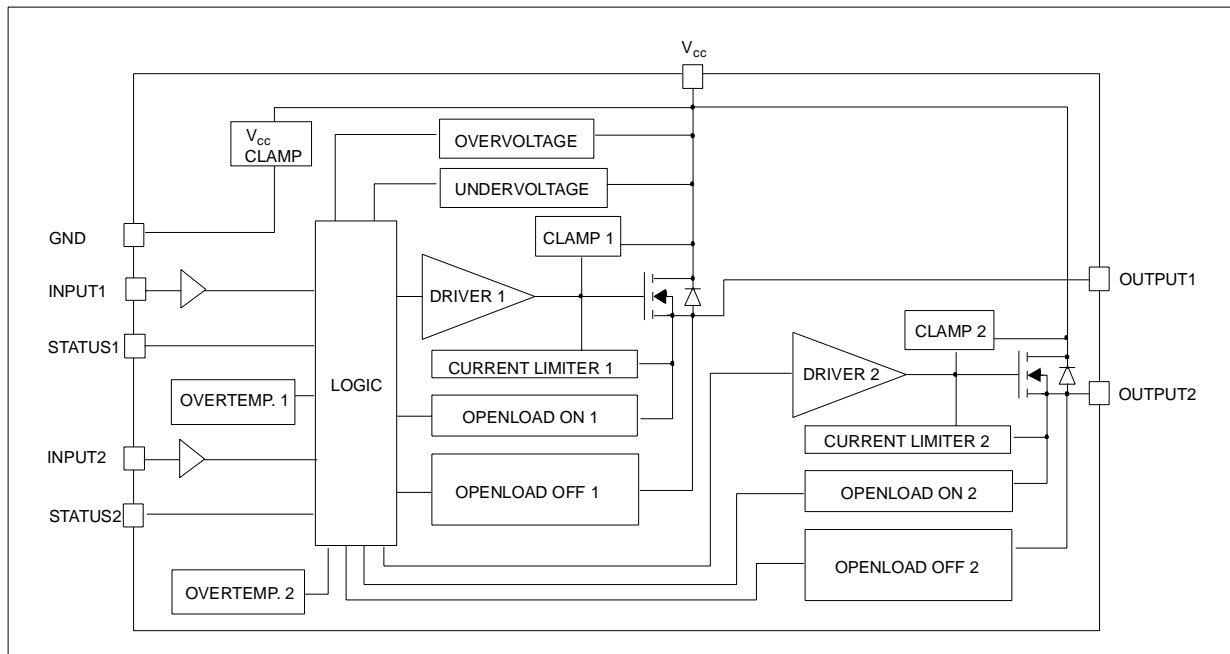 Vcc
Vcc
CLAMP
OVERVOLTAGE
UNDERVOLTAGE
GND
CLAMP 1
INPUT1
DRIVER 1
OUTPUT1
STATUS1
CLAMP 2
CURRENT LIMITER 1
LOGIC
DRIVER 2
OVERTEMP. 1
OUTPUT2
OPENLOAD ON 1
CURRENT LIMITER 2
INPUT2
OPENLOAD OFF 1
OPENLOAD ON 2
STATUS2
OPENLOAD OFF 2
OVERTEMP. 2